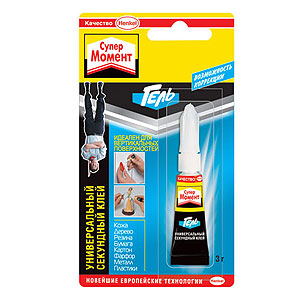 Качество Henkel
Супер
Момент
Гель
ВОЗМОЖНОСТЬ
КОРРЕКЦИИ
ИДЕАЛЕН ДЛЯ
ВЕРТИКАЛЬНЫХ
ПОВЕРХНОСТЕЙ
УНИВЕРСАЛЬНЫЙ
СЕКУНДНЫЙ КЛЕЙ
Кожа
Дерево
Резина
Бумага
Картон
Фарфор
Металл
Пластики
Качество
Супер
Момент
Гель
УНИВЕРСАЛЬНЫЙ
СЕКУНДНЫЙ КЛЕЙ
3 г
НОВЕЙШИЕ ЕВРОПЕЙСКИЕ ТЕХНОЛОГИИ Henkel